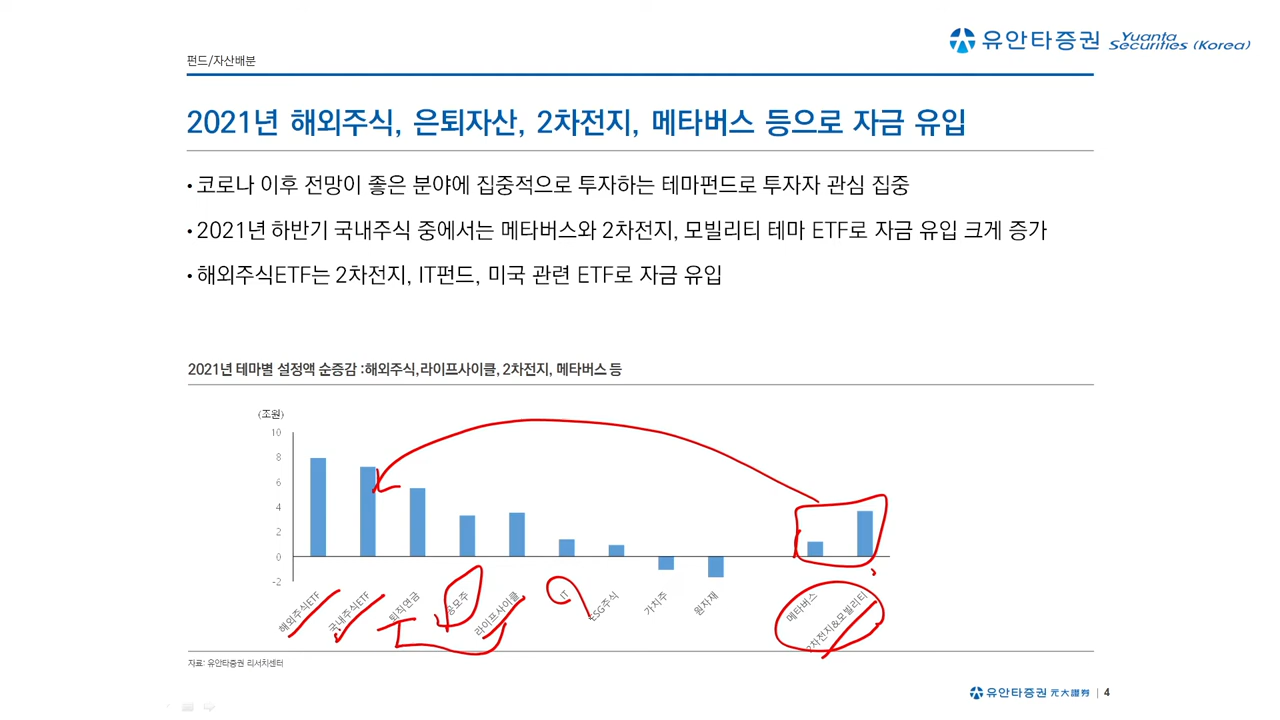 유안타증권 Yuanta Securities (Korea)
펀드/자산배분
2021년 해외주식, 은퇴자산, 2차전지, 메타버스 등으로 자금 유입
•코로나 이후 전망이 좋은 분야에 집중적으로 투자하는 테마펀드로 투자자 관심 집중
•2021년 하반기 국내주식 중에서는 메타버스와 2차전지, 모빌리티 테마 ETF로 자금 유입 크게 증가
•해외주식ETF는 2차전지, IT펀드, 미국 관련 ETF로 자금 유입
2021년 테마별 설정액 순증감 :해외주식,라이프사이클, 2차전지, 메타버스 등
(조원)
10
8
6
4
2
0
-2
해외주식ETF
국내주식ETF
퇴직연금
공모주
라이프사이클
IT
ESG주식
가치주
원자재
메타버스
2차전지&모빌리티
자료: 유안타증권 리서치센터
유안타증권 元大證券 | 4